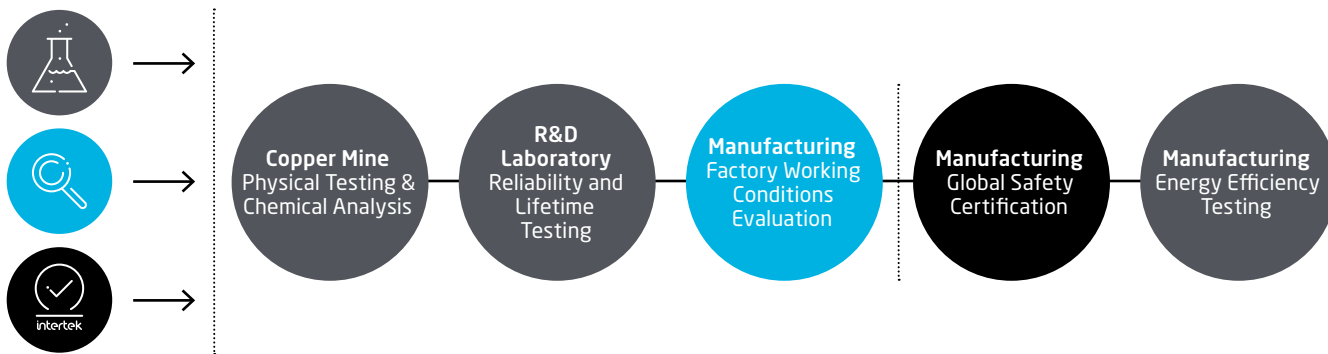 intertek
Copper Mine
Physical Testing &
Chemical Analysis
R&D
Laboratory
Reliability and
Lifetime
Testing
Manufacturing
Factory Working
Conditions
Evaluation
Manufacturing
Global Safety
Certification
Manufacturing
Energy Efficiency
Testing